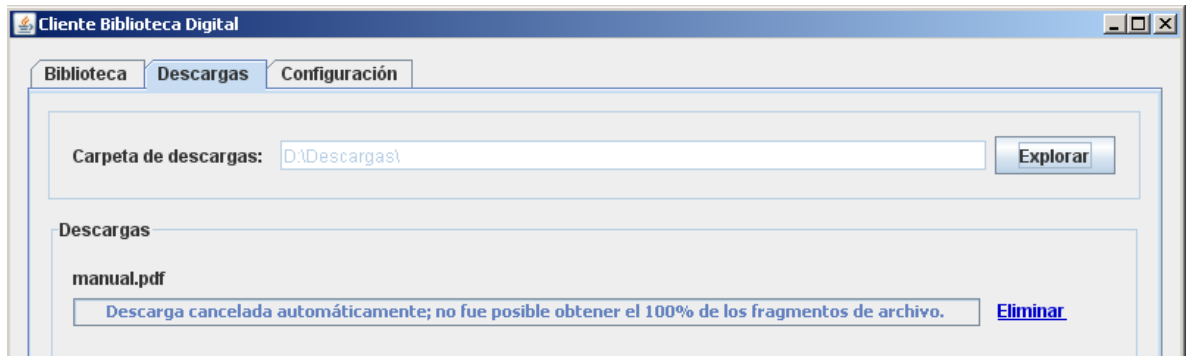 Cliente Biblioteca Digital
Biblioteca Descargas Configuración
Carpeta de descargas: D:\Descargas\ Explorar
Descargas
manual.pdf
Descarga cancelada automáticamente; no fue posible obtener el 100% de los fragmentos de archivo. Eliminar